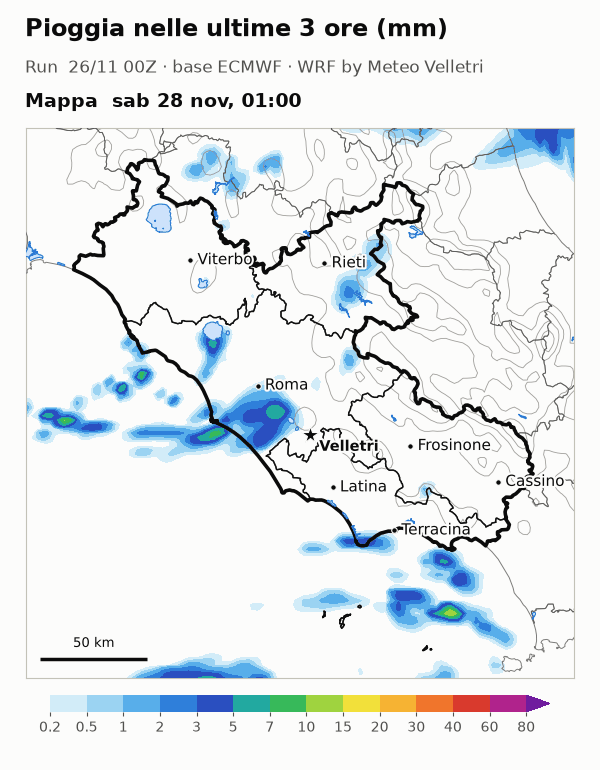 Pioggia nelle ultime 3 ore (mm)
Run  26/11 00Z · base ECMWF · WRF by Meteo Velletri
Mappa  sab 28 nov, 01:00
Viterbo
Rieti
Roma
Velletri
Frosinone
Cassino
Latina
Terracina
50 km
0.2 0.5 1 2 3 5 7 10 15 20 30 40 60 80